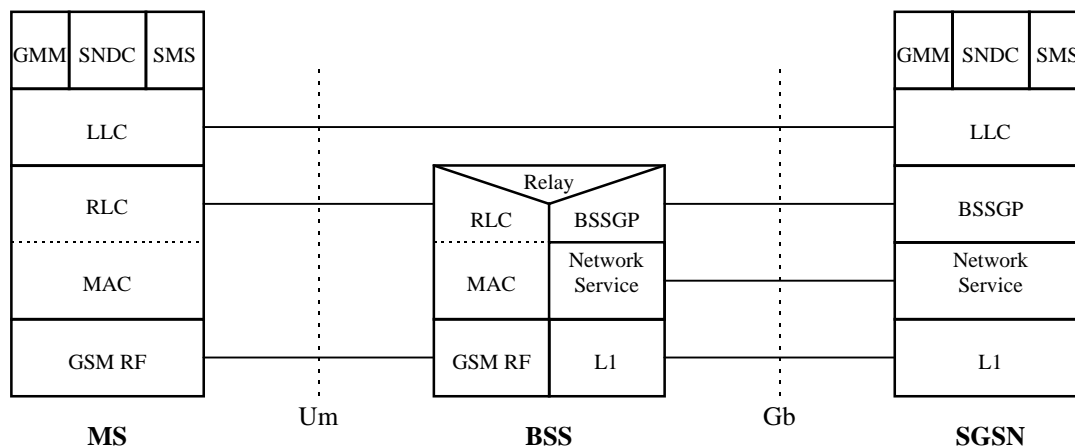 GMM SNDC SMS GMM SNDC SMS
LLC LLC
Relay
RLC RLC BSSGP BSSGP
MAC MAC Network Service Network Service
GSM RF GSM RF L1 L1
Um Gb
MS BSS SGSN